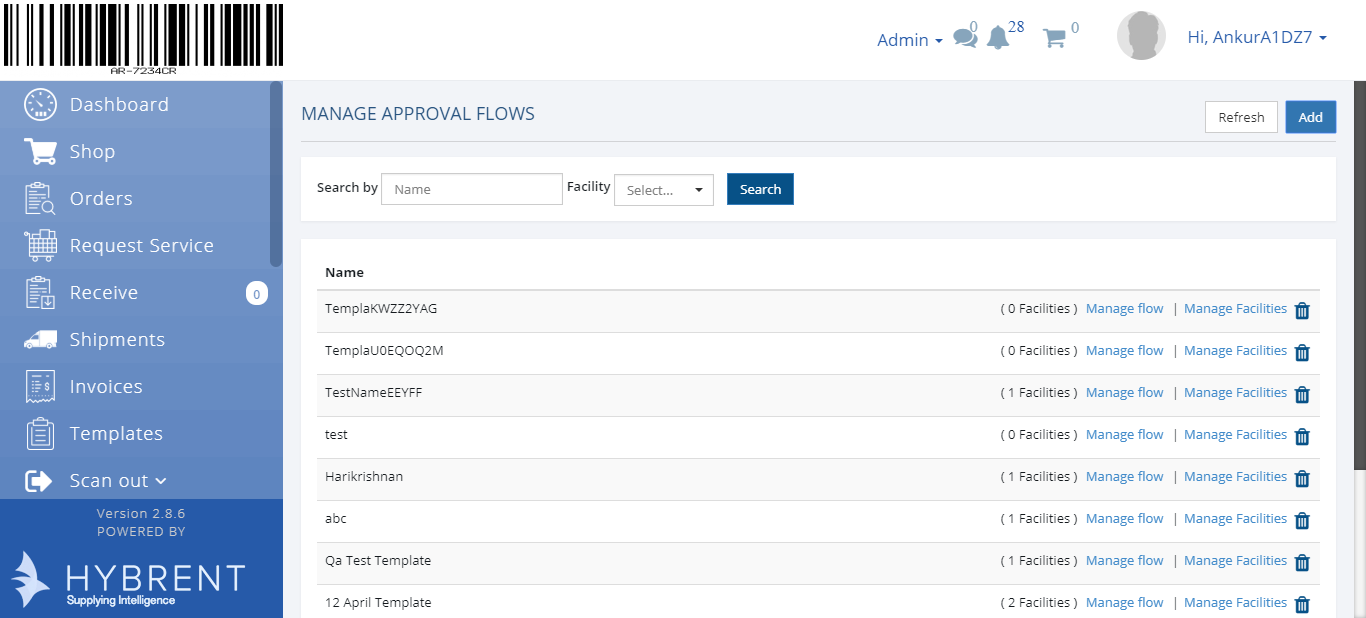 AR-7234CR
Admin 0 28 0 Hi, AnkurA1DZ7
Dashboard
Shop
Orders
Request Service
Receive 0
Shipments
Invoices
Templates
Scan out
Version 2.8.6
POWERED BY
HYBRENT
Supplying Intelligence
MANAGE APPROVAL FLOWS Refresh Add
Search by Name Facility Select... Search
Name
TemplaKWZZ2YAG ( 0 Facilities ) Manage flow | Manage Facilities
TemplaU0EQOQ2M ( 0 Facilities ) Manage flow | Manage Facilities
TestNameEEYFF ( 1 Facilities ) Manage flow | Manage Facilities
test ( 0 Facilities ) Manage flow | Manage Facilities
Harikrishnan ( 1 Facilities ) Manage flow | Manage Facilities
abc ( 1 Facilities ) Manage flow | Manage Facilities
Qa Test Template ( 1 Facilities ) Manage flow | Manage Facilities
12 April Template ( 2 Facilities ) Manage flow | Manage Facilities